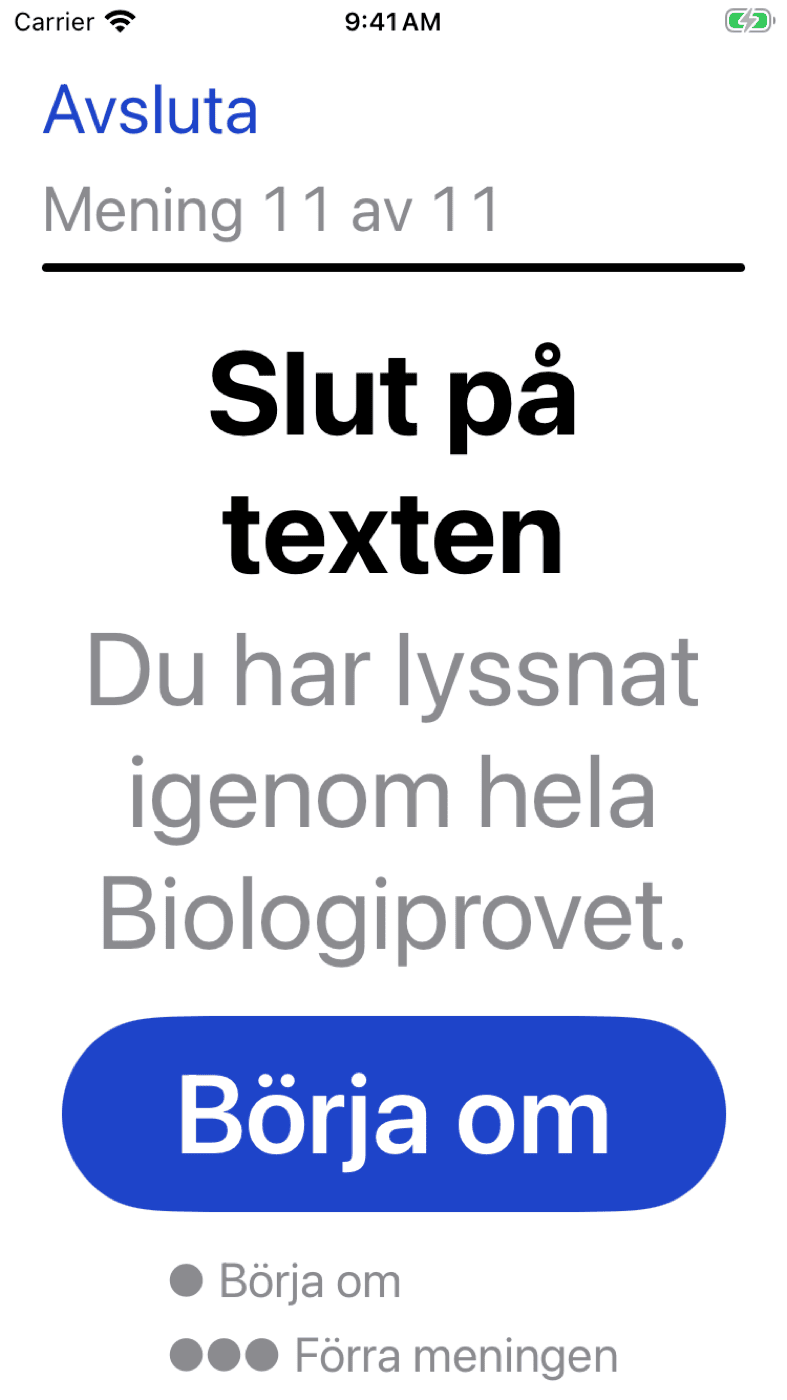 Carrier 9:41 AM
Avsluta
Mening 11 av 11
Slut på
texten
Du har lyssnat
igenom hela
Biologiprovet.
Börja om
Börja om
Förra meningen